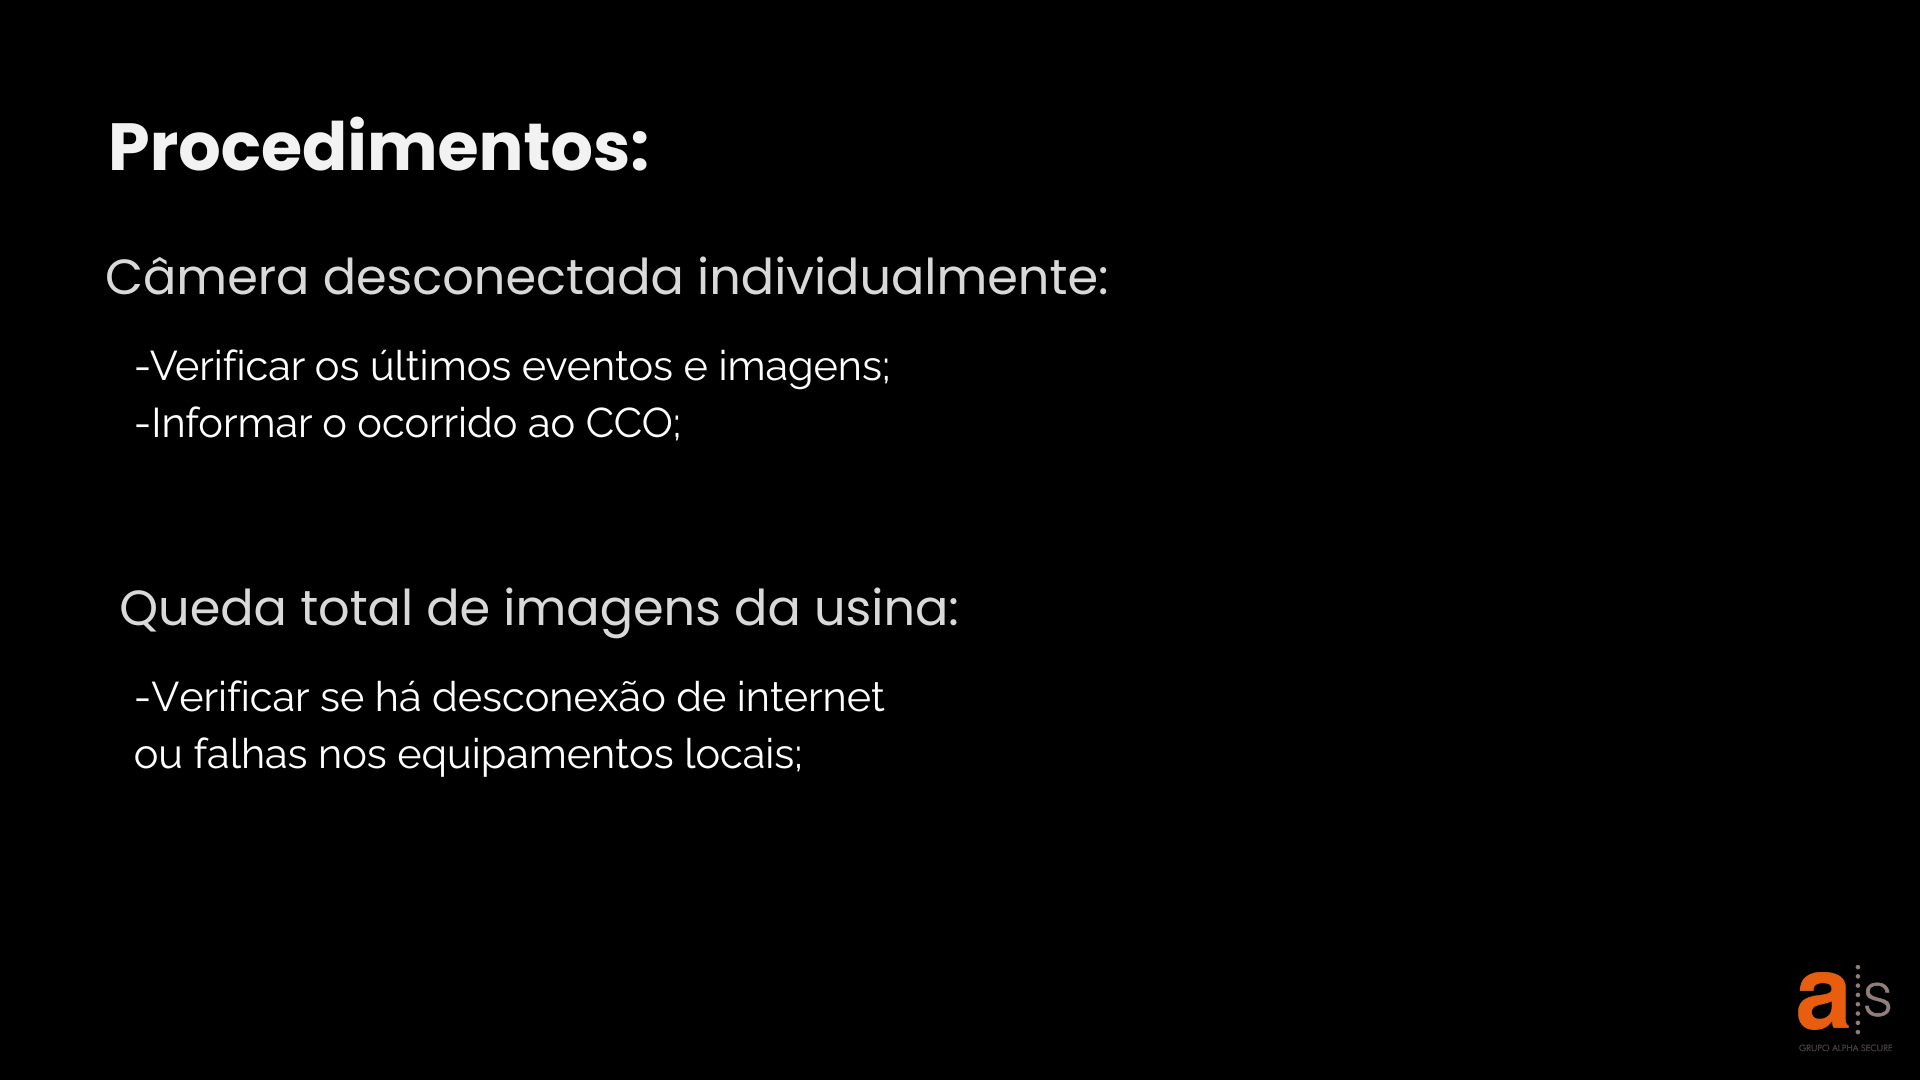 Procedimentos:
Câmera desconectada individualmente:
-Verificar os últimos eventos e imagens;
-Informar o ocorrido ao CCO;
Queda total de imagens da usina:
-Verificar se há desconexão de internet
ou falhas nos equipamentos locais;
a s
GRUPO ALPHA SECURE